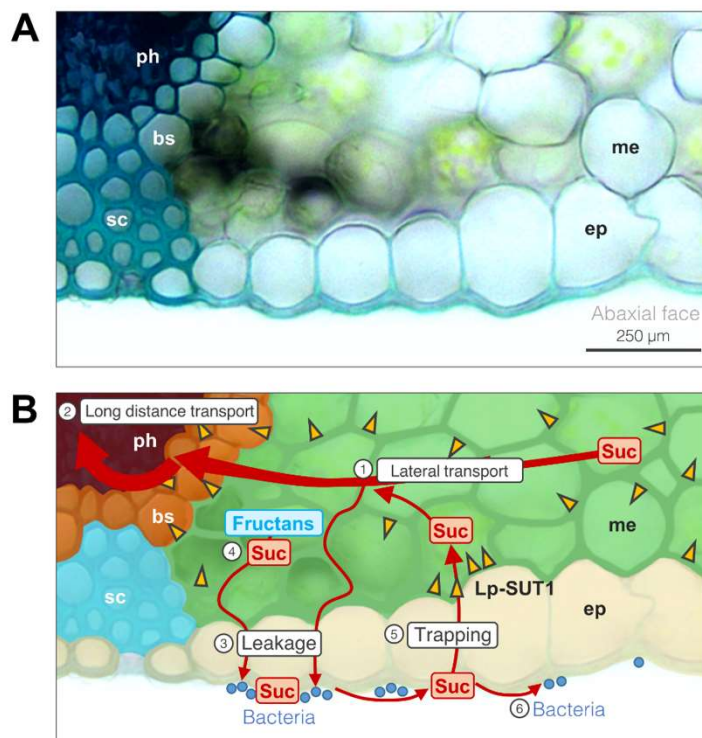 A
ph
bs
me
sc
ep
Abaxial face
250 µm
B
2 Long distance transport
ph
1 Lateral transport
Suc
bs
Fructans
Suc
me
4 Suc
Lp-SUT1
sc
ep
3 Leakage
5 Trapping
Suc
Suc
Bacteria
6 Bacteria